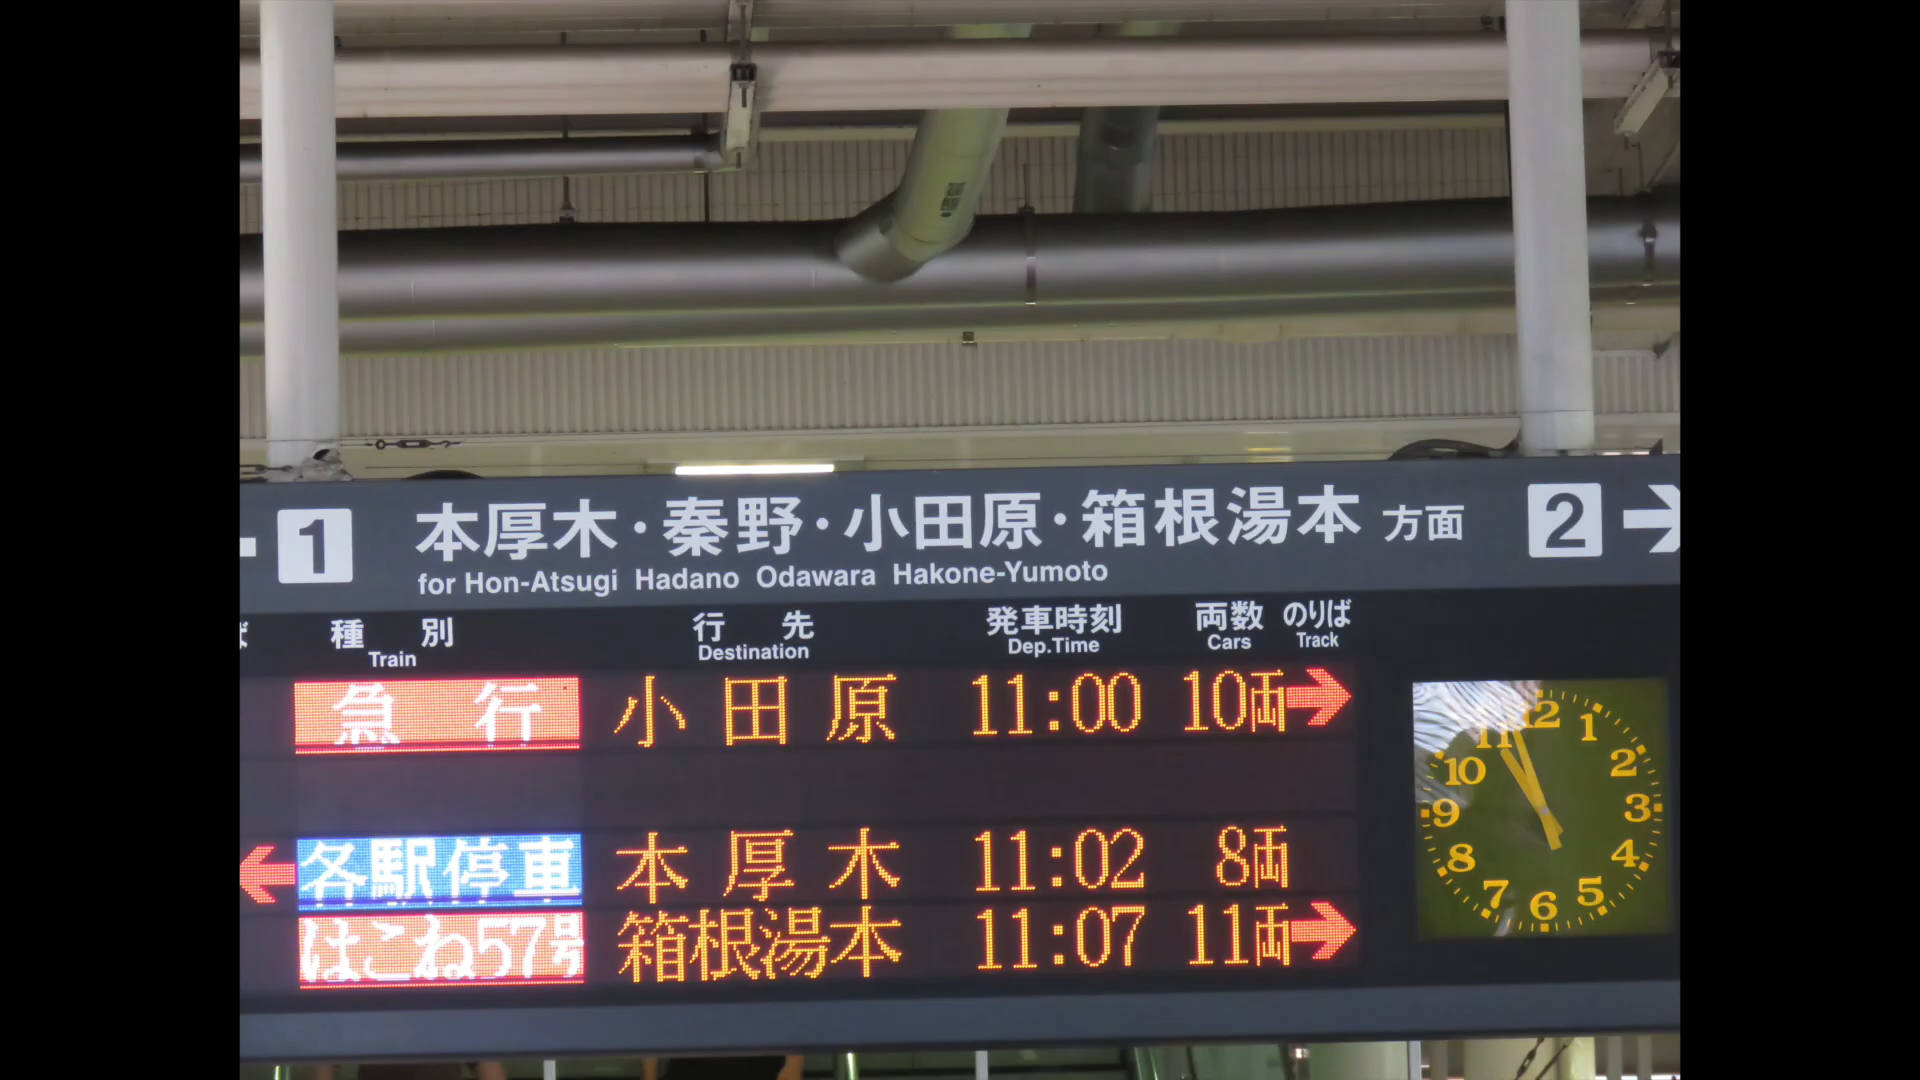 1 本厚木・秦野・小田原・箱根湯本 方面 2 →
for Hon-Atsugi Hadano Odawara Hakone-Yumoto
ば 種別 行先 発車時刻 両数 のりば
Train Destination Dep.Time Cars Track
急行 小田原 11:00 10両 →
← 各駅停車 本厚木 11:02 8両
はこね57号 箱根湯本 11:07 11両 →
12 1 2 3 4 5 6 7 8 9 10 11